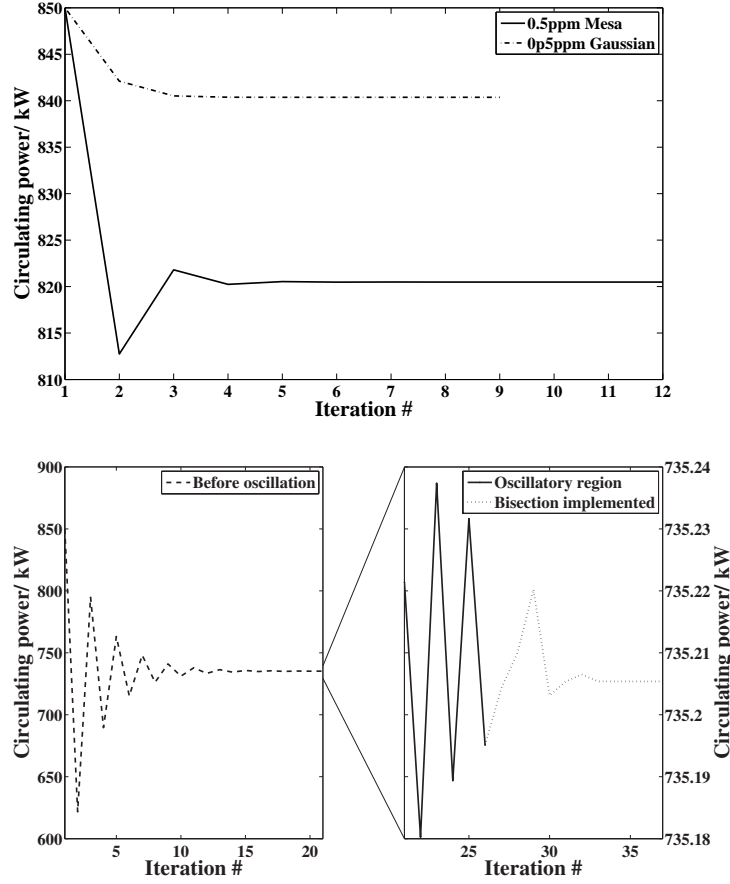 850
845
840
835
830
825
820
815
810
Circulating power/ kW
0.5ppm Mesa
0p5ppm Gaussian
1 2 3 4 5 6 7 8 9 10 11 12
Iteration #
900
850
800
750
700
650
600
Circulating power/ kW
Before oscillation
5 10 15 20
Iteration #
Oscillatory region
Bisection implemented
25 30 35
Iteration #
735.24
735.23
735.22
735.21
735.2
735.19
735.18
Circulating power/ kW